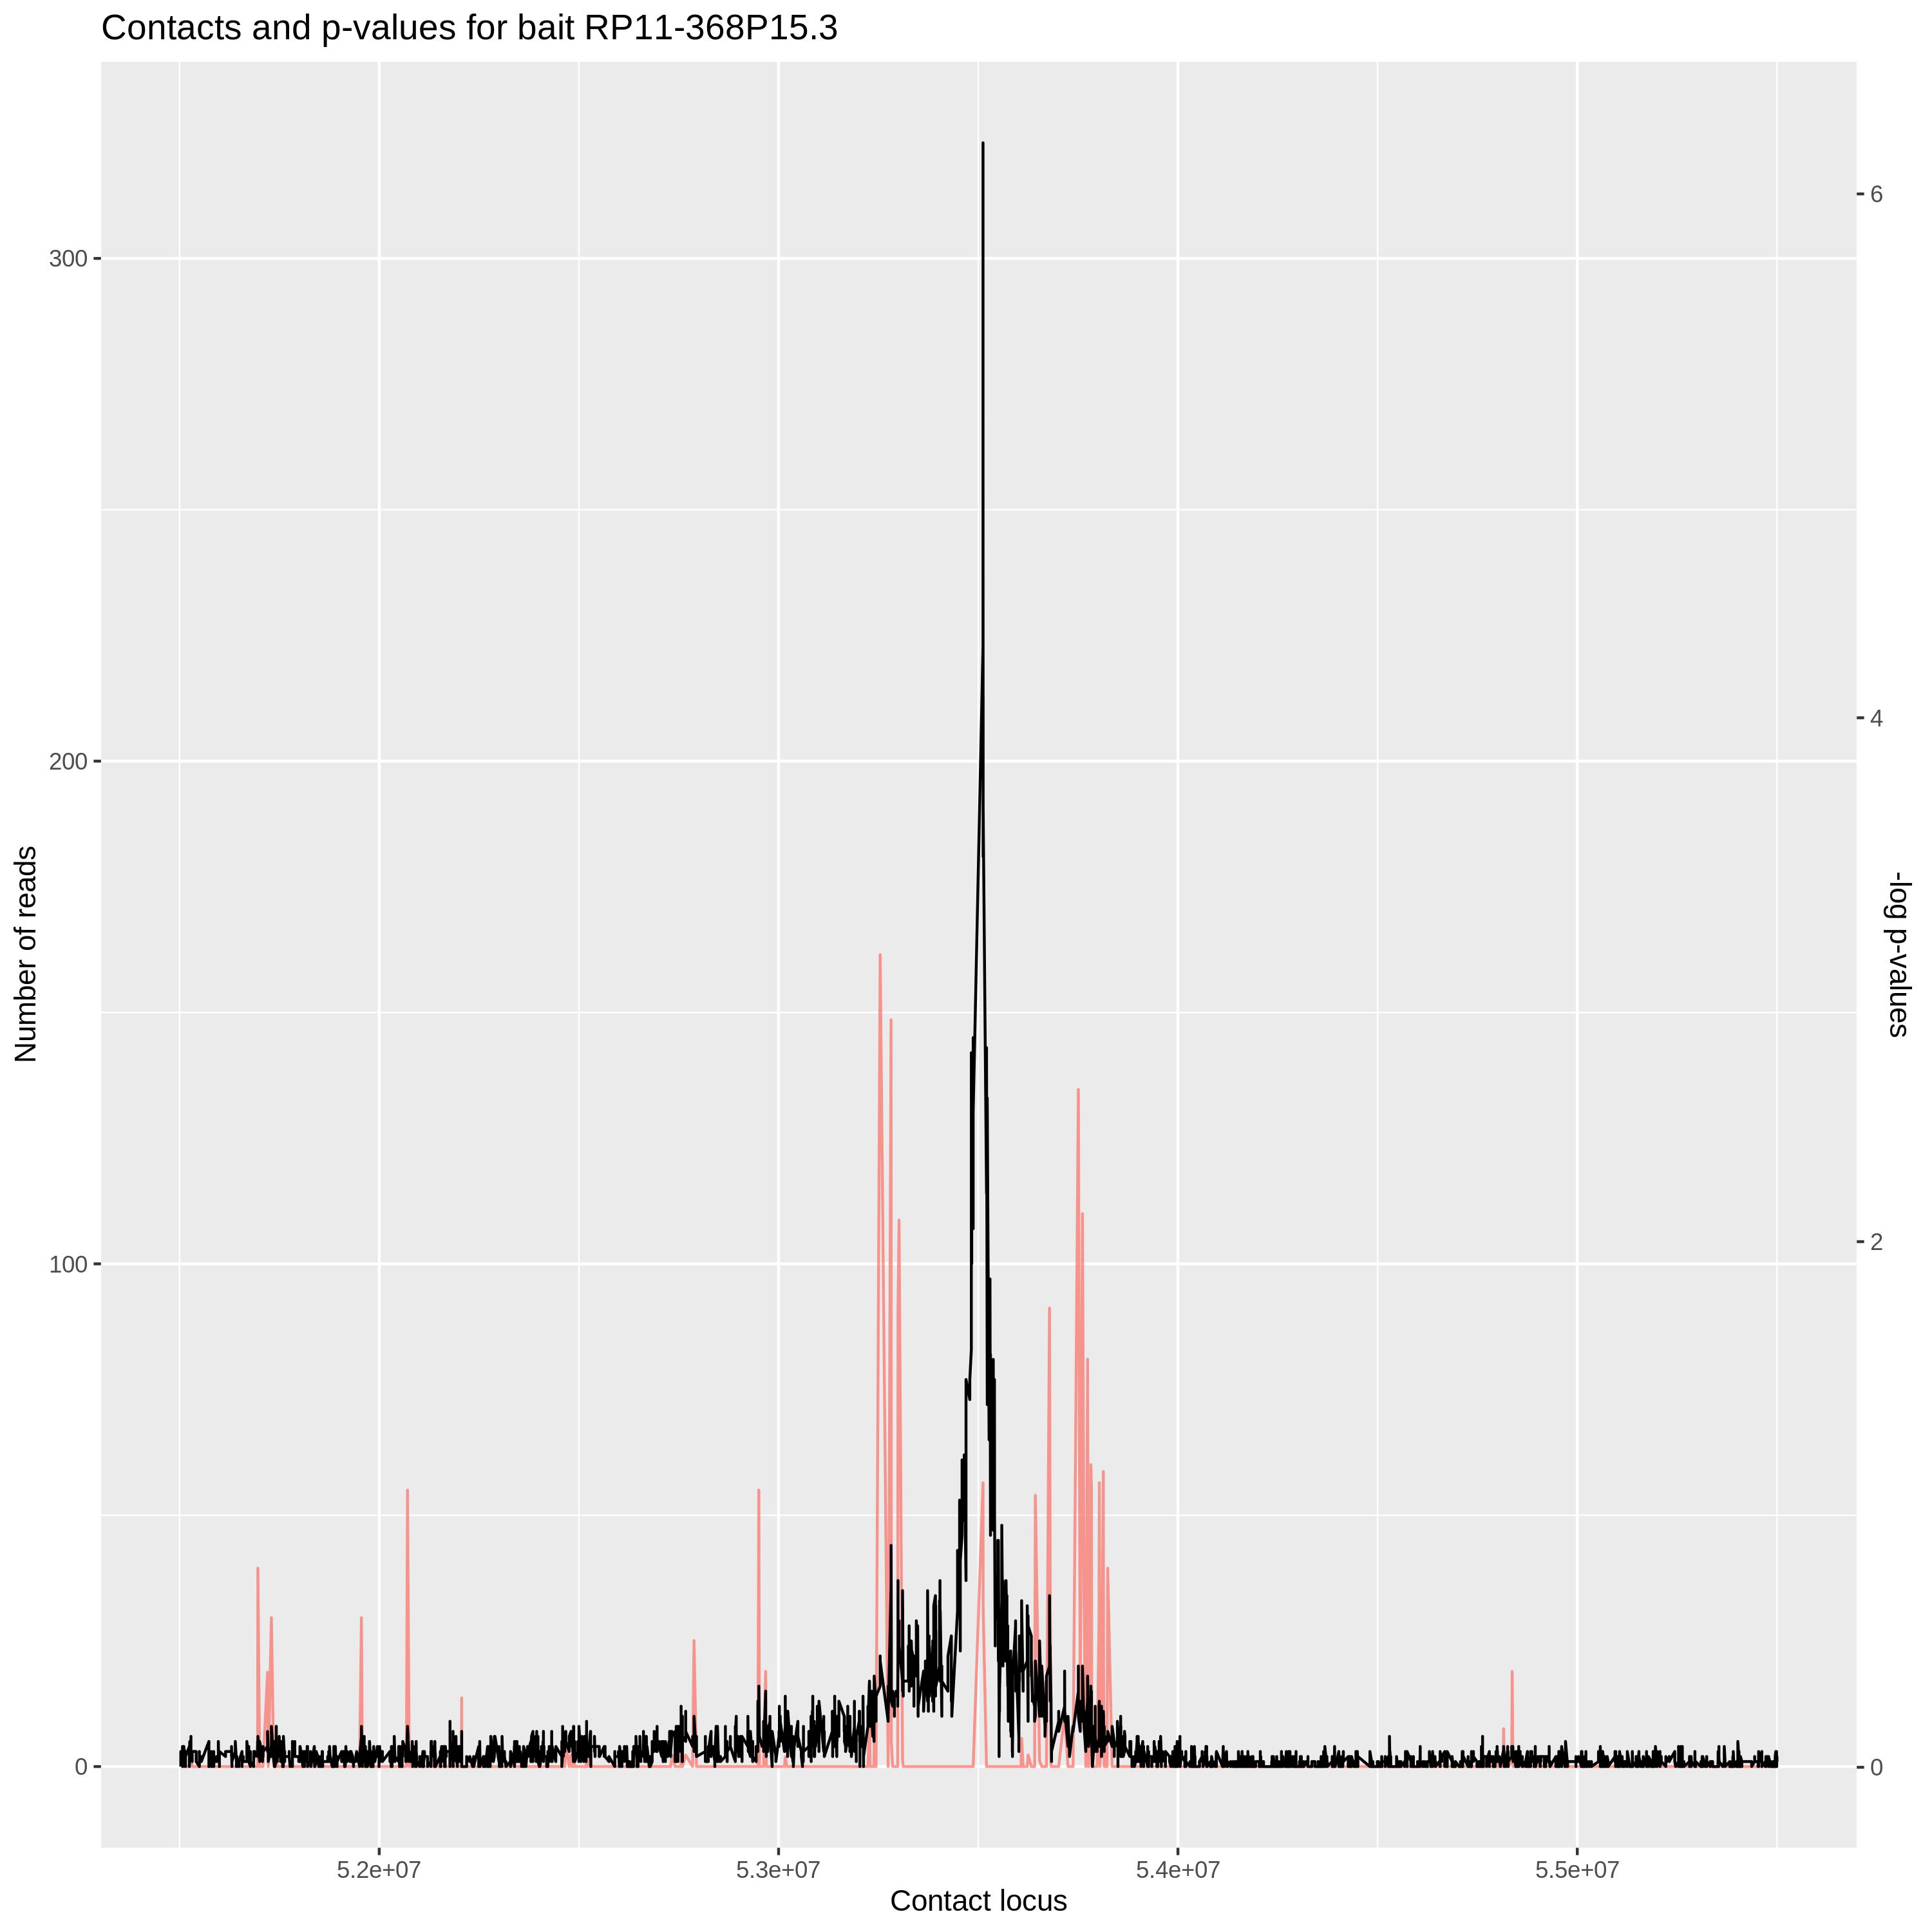 Contacts and p-values for bait RP11-368P15.3
300
200
100
0
Number of reads
6
4
2
0
-log p-values
5.2e+07 5.3e+07 5.4e+07 5.5e+07
Contact locus